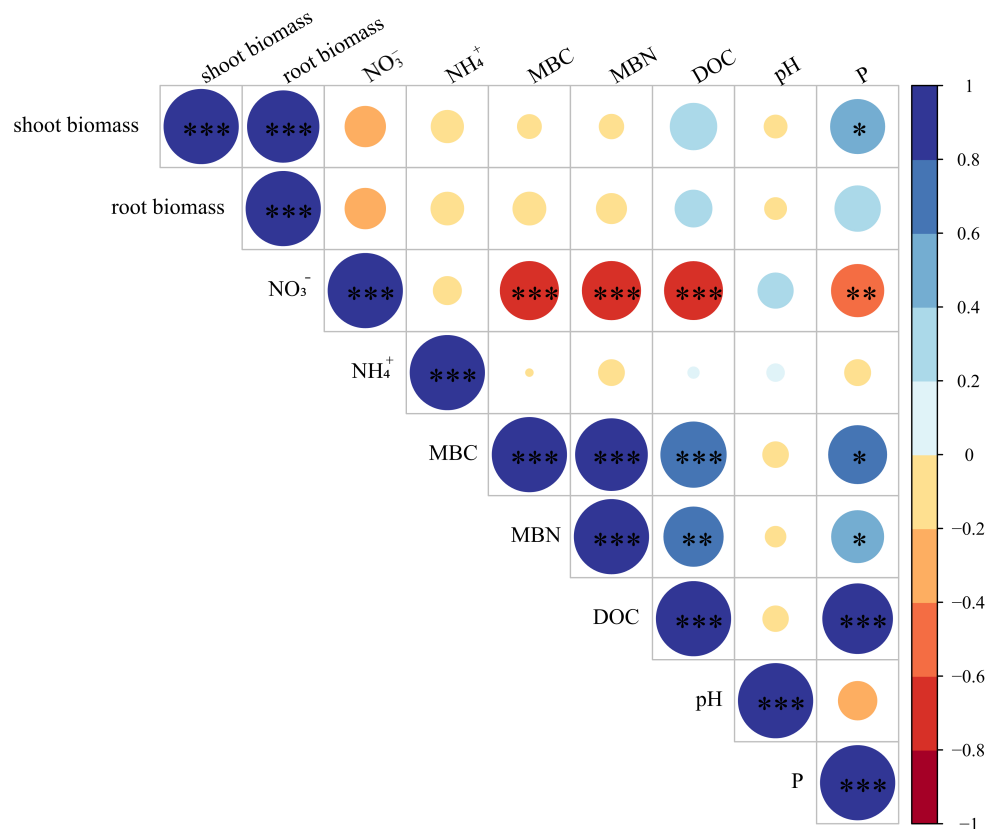 shoot biomass root biomass NO₃⁻ NH₄⁺ MBC MBN DOC pH P
1
shoot biomass *** *** *
0.8
root biomass ***
0.6
NO₃⁻ *** *** *** *** **
0.4
NH₄⁺ ***
0.2
MBC *** *** *** *
0
MBN *** ** *
−0.2
DOC *** ***
−0.4
−0.6
pH ***
−0.8
P ***
−1